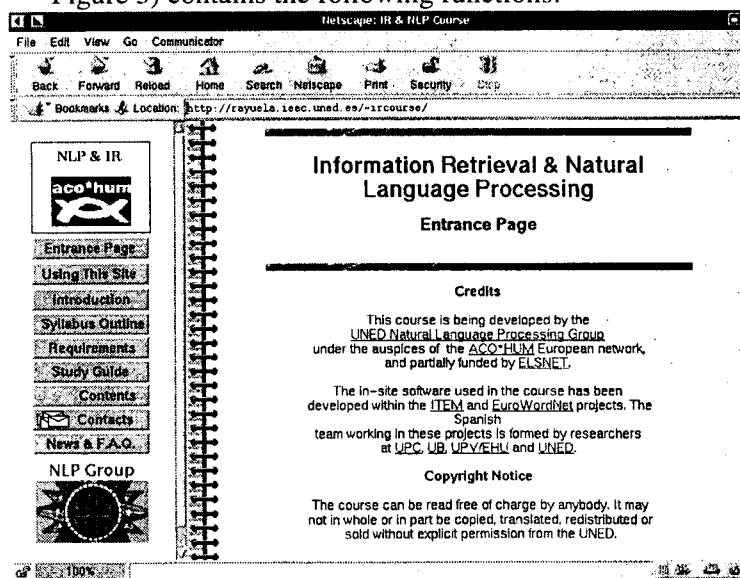 Figure 3) contains the following functions:
Netscape: IR & NLP Course
File Edit View Go Communicator
Back Forward Reload Home Search Netscape Print Security Stop
Bookmarks Location: http://rayuela.ieec.uned.es/~ircourse/
NLP & IR
aco*hum
Entrance Page
Using This Site
Introduction
Syllabus Outline
Requirements
Study Guide
Contents
Contacts
News & F.A.Q.
NLP Group
Information Retrieval & Natural
Language Processing
Entrance Page
Credits
This course is being developed by the
UNED Natural Language Processing Group
under the auspices of the ACO*HUM European network,
and partially funded by ELSNET.
The in-site software used in the course has been
developed within the ITEM and EuroWordNet projects. The
Spanish
team working in these projects is formed by researchers
at UPC, UB, UPV/EHU and UNED.
Copyright Notice
The course can be read free of charge by anybody. It may
not in whole or in part be copied, translated, redistributed or
sold without explicit permission from the UNED.
100%